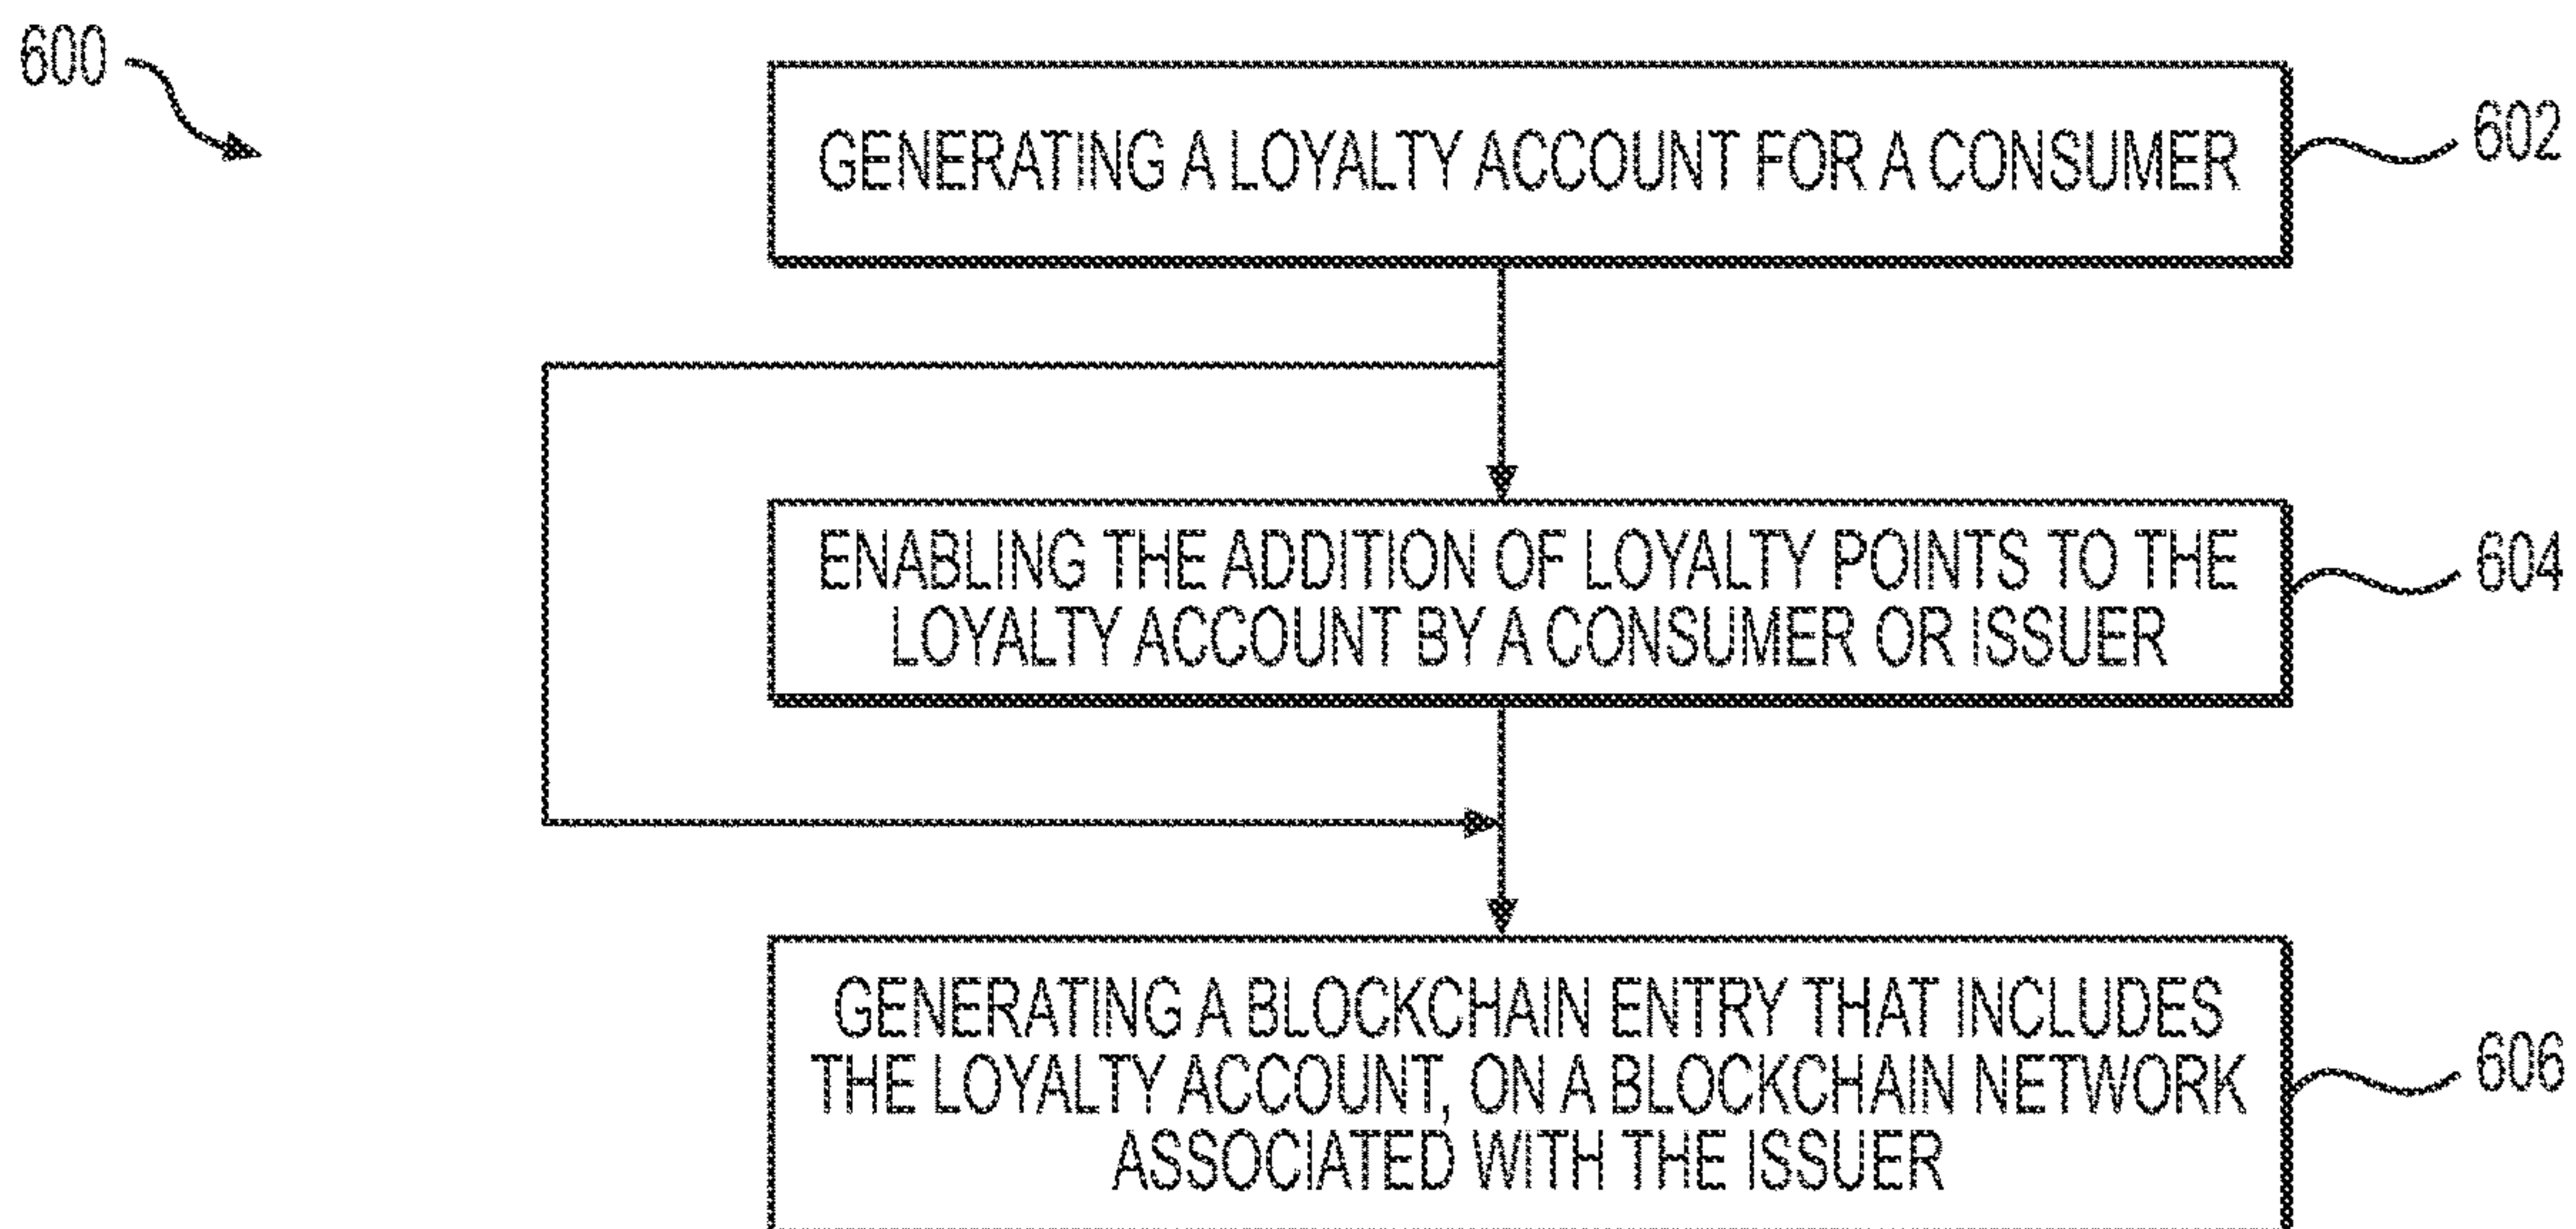 600
GENERATING A LOYALTY ACCOUNT FOR A CONSUMER
602
ENABLING THE ADDITION OF LOYALTY POINTS TO THE
LOYALTY ACCOUNT BY A CONSUMER OR ISSUER
604
GENERATING A BLOCKCHAIN ENTRY THAT INCLUDES
THE LOYALTY ACCOUNT, ON A BLOCKCHAIN NETWORK
ASSOCIATED WITH THE ISSUER
606